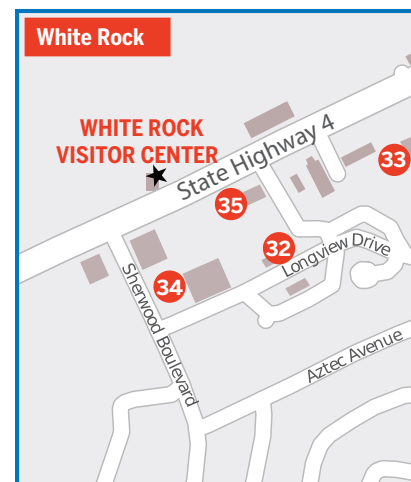 White Rock
WHITE ROCK
VISITOR CENTER
State Highway 4
33
35
32
Longview Drive
34
Sherwood Boulevard
Aztec Avenue